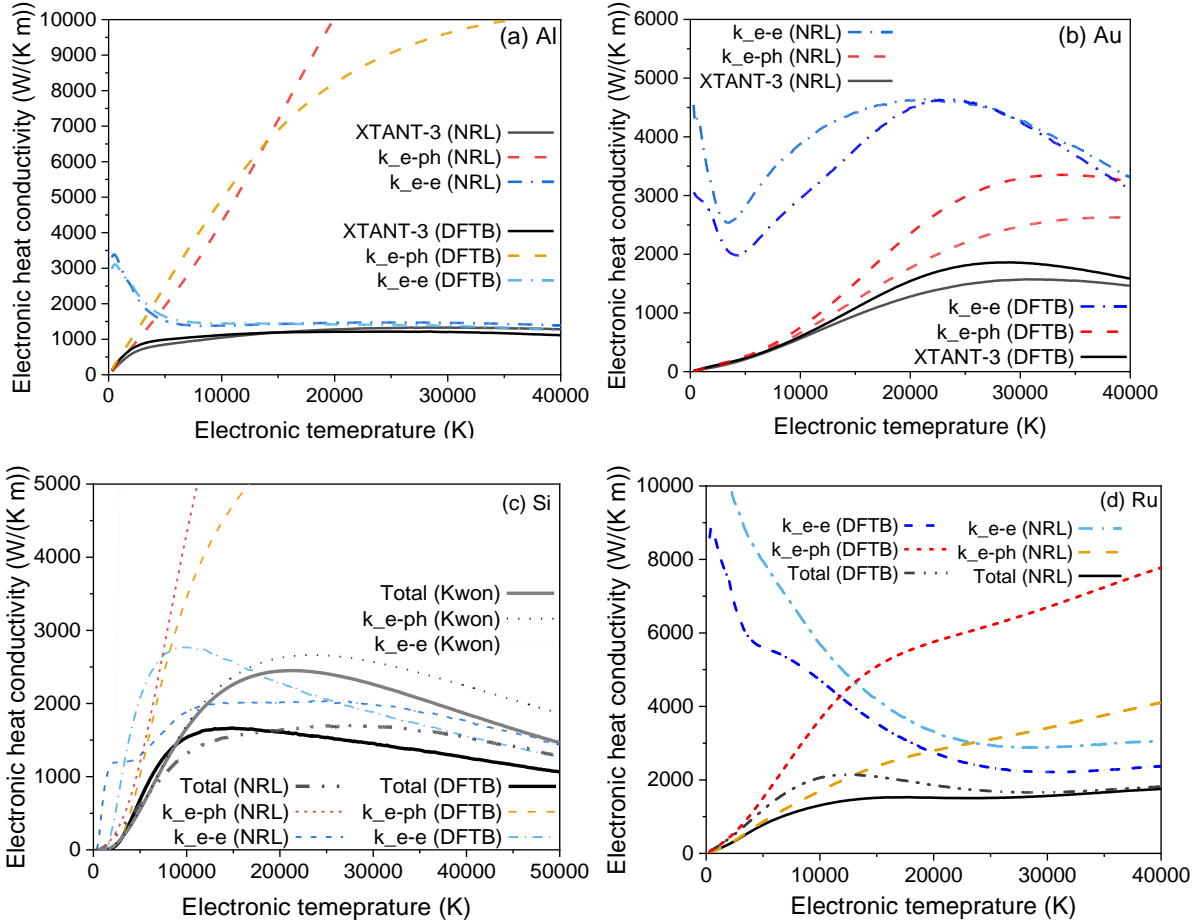 Electronic heat conductivity (W/(K m))
10000
9000
8000
7000
6000
5000
4000
3000
2000
1000
0
(a) Al
XTANT-3 (NRL)
k_e-ph (NRL)
k_e-e (NRL)
XTANT-3 (DFTB)
k_e-ph (DFTB)
k_e-e (DFTB)
0 10000 20000 30000 40000
Electronic temeprature (K)
Electronic heat conductivity (W/(K m))
6000
5000
4000
3000
2000
1000
0
k_e-e (NRL)
k_e-ph (NRL)
XTANT-3 (NRL)
(b) Au
k_e-e (DFTB)
k_e-ph (DFTB)
XTANT-3 (DFTB)
0 10000 20000 30000 40000
Electronic temeprature (K)
Electronic heat conductivity (W/(K m))
5000
4000
3000
2000
1000
0
(c) Si
Total (Kwon)
k_e-ph (Kwon)
k_e-e (Kwon)
Total (NRL)
k_e-ph (NRL)
k_e-e (NRL)
Total (DFTB)
k_e-ph (DFTB)
k_e-e (DFTB)
0 10000 20000 30000 40000 50000
Electronic temeprature (K)
Electronic heat conductivity (W/(K m))
10000
8000
6000
4000
2000
0
(d) Ru
k_e-e (DFTB)
k_e-ph (DFTB)
Total (DFTB)
k_e-e (NRL)
k_e-ph (NRL)
Total (NRL)
0 10000 20000 30000 40000
Electronic temeprature (K)